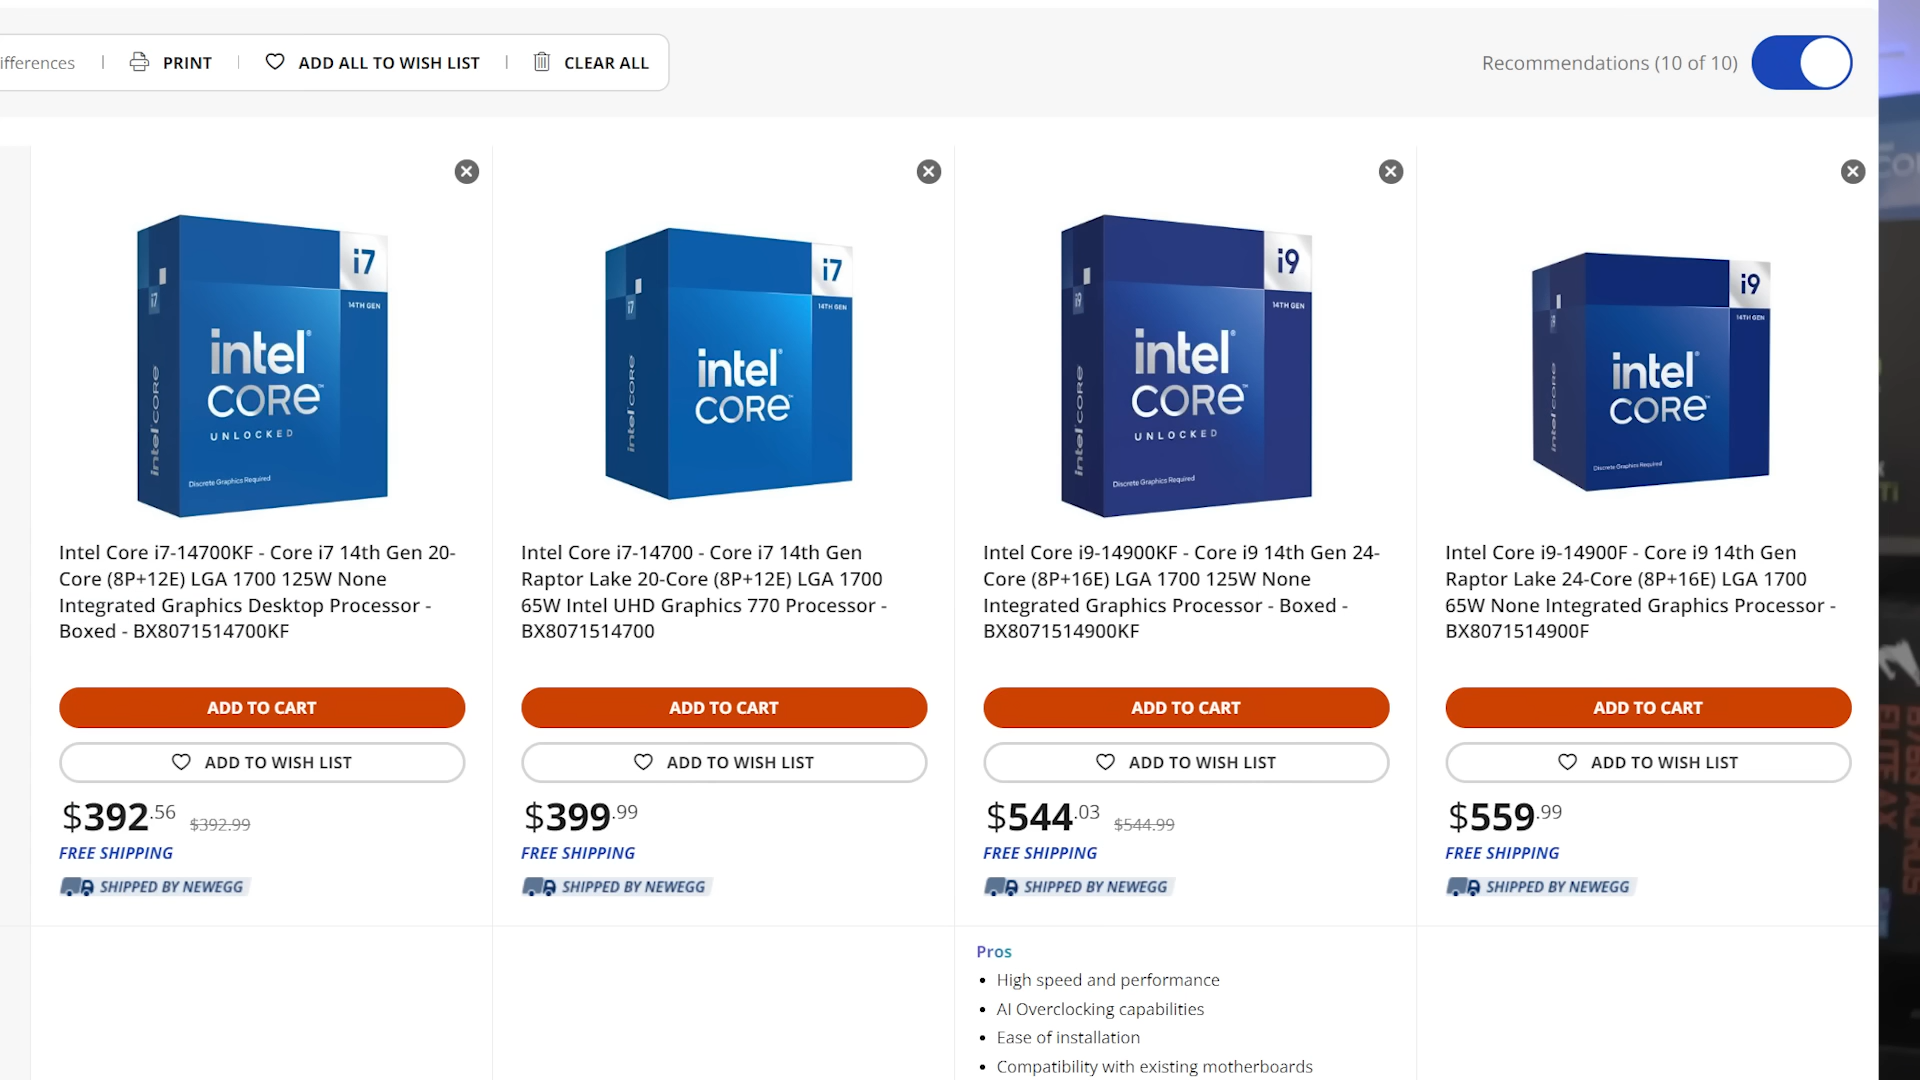 ifferences
PRINT
ADD ALL TO WISH LIST
CLEAR ALL
Recommendations (10 of 10)
i7
14TH GEN
i7
intel
CORE™
UNLOCKED
intel CORE
Discrete Graphics Required
i7
14TH GEN
i7
intel
CORE™
intel CORE
i9
14TH GEN
i9
intel
CORE™
UNLOCKED
intel CORE
Discrete Graphics Required
i9
14TH GEN
intel
CORE™
intel CORE
Discrete Graphics Required
Intel Core i7-14700KF - Core i7 14th Gen 20-
Core (8P+12E) LGA 1700 125W None
Integrated Graphics Desktop Processor -
Boxed - BX8071514700KF
ADD TO CART
ADD TO WISH LIST
$392.56 $392.99
FREE SHIPPING
SHIPPED BY NEWEGG
Intel Core i7-14700 - Core i7 14th Gen
Raptor Lake 20-Core (8P+12E) LGA 1700
65W Intel UHD Graphics 770 Processor -
BX8071514700
ADD TO CART
ADD TO WISH LIST
$399.99
FREE SHIPPING
SHIPPED BY NEWEGG
Intel Core i9-14900KF - Core i9 14th Gen 24-
Core (8P+16E) LGA 1700 125W None
Integrated Graphics Processor - Boxed -
BX8071514900KF
ADD TO CART
ADD TO WISH LIST
$544.03 $544.99
FREE SHIPPING
SHIPPED BY NEWEGG
Pros
• High speed and performance
• AI Overclocking capabilities
• Ease of installation
• Compatibility with existing motherboards
Intel Core i9-14900F - Core i9 14th Gen
Raptor Lake 24-Core (8P+16E) LGA 1700
65W None Integrated Graphics Processor -
BX8071514900F
ADD TO CART
ADD TO WISH LIST
$559.99
FREE SHIPPING
SHIPPED BY NEWEGG
AORUS
ELITE AX